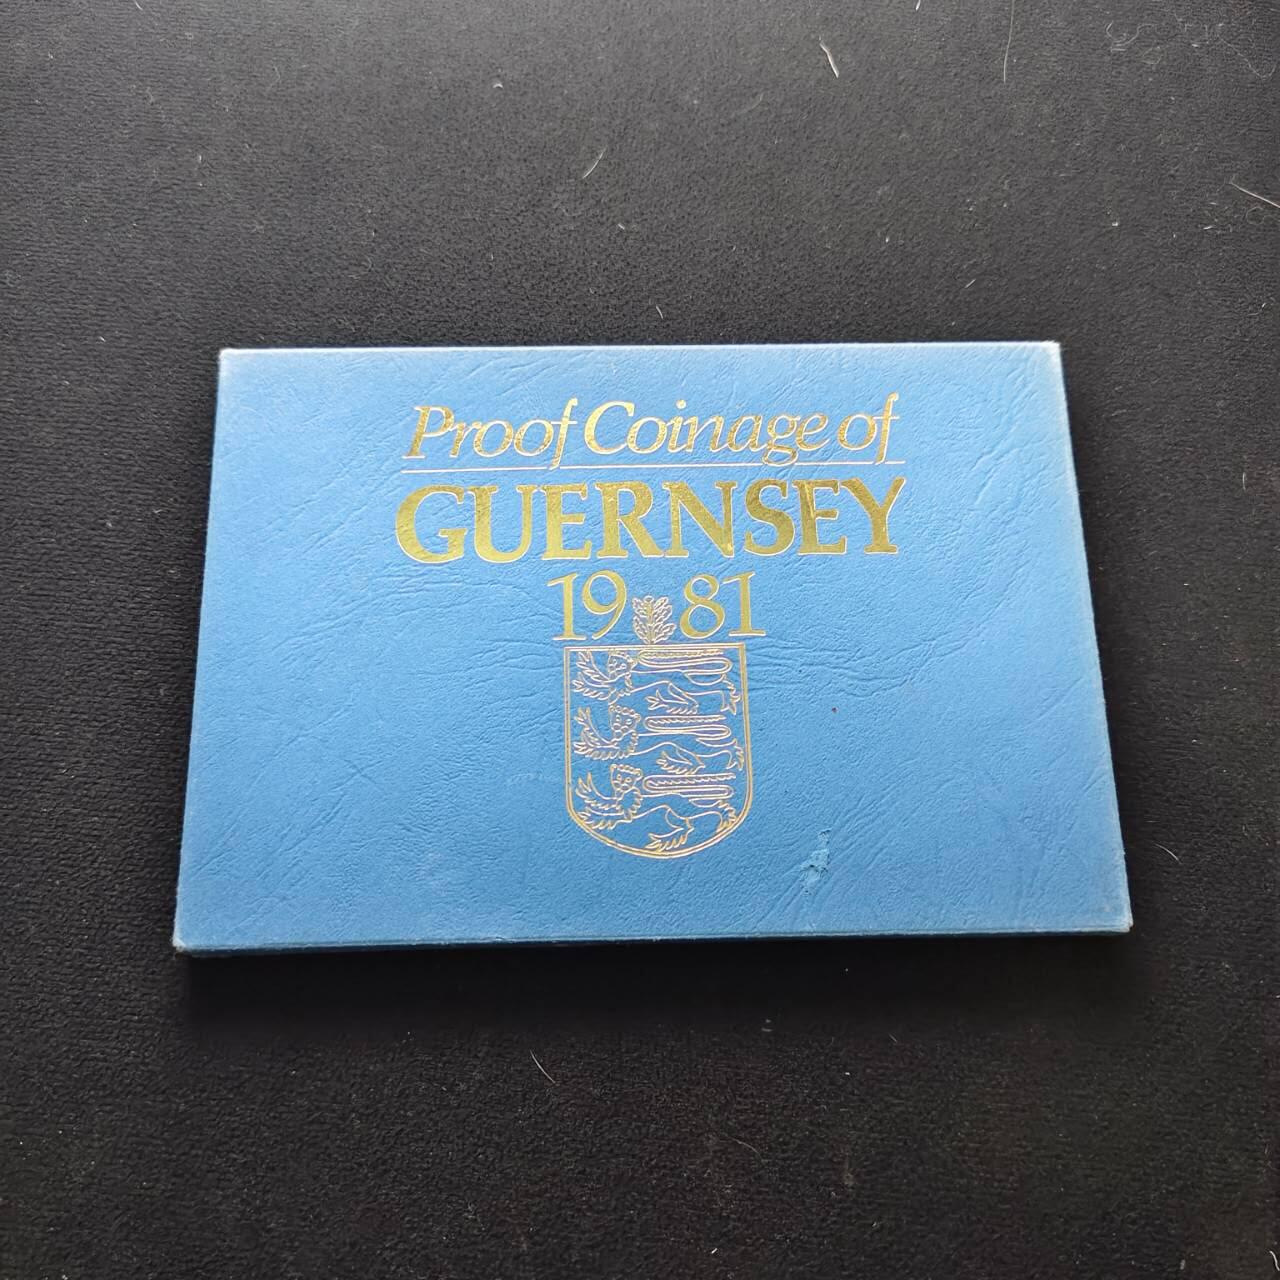 Proof Coinage of
GUERNSEY
1981